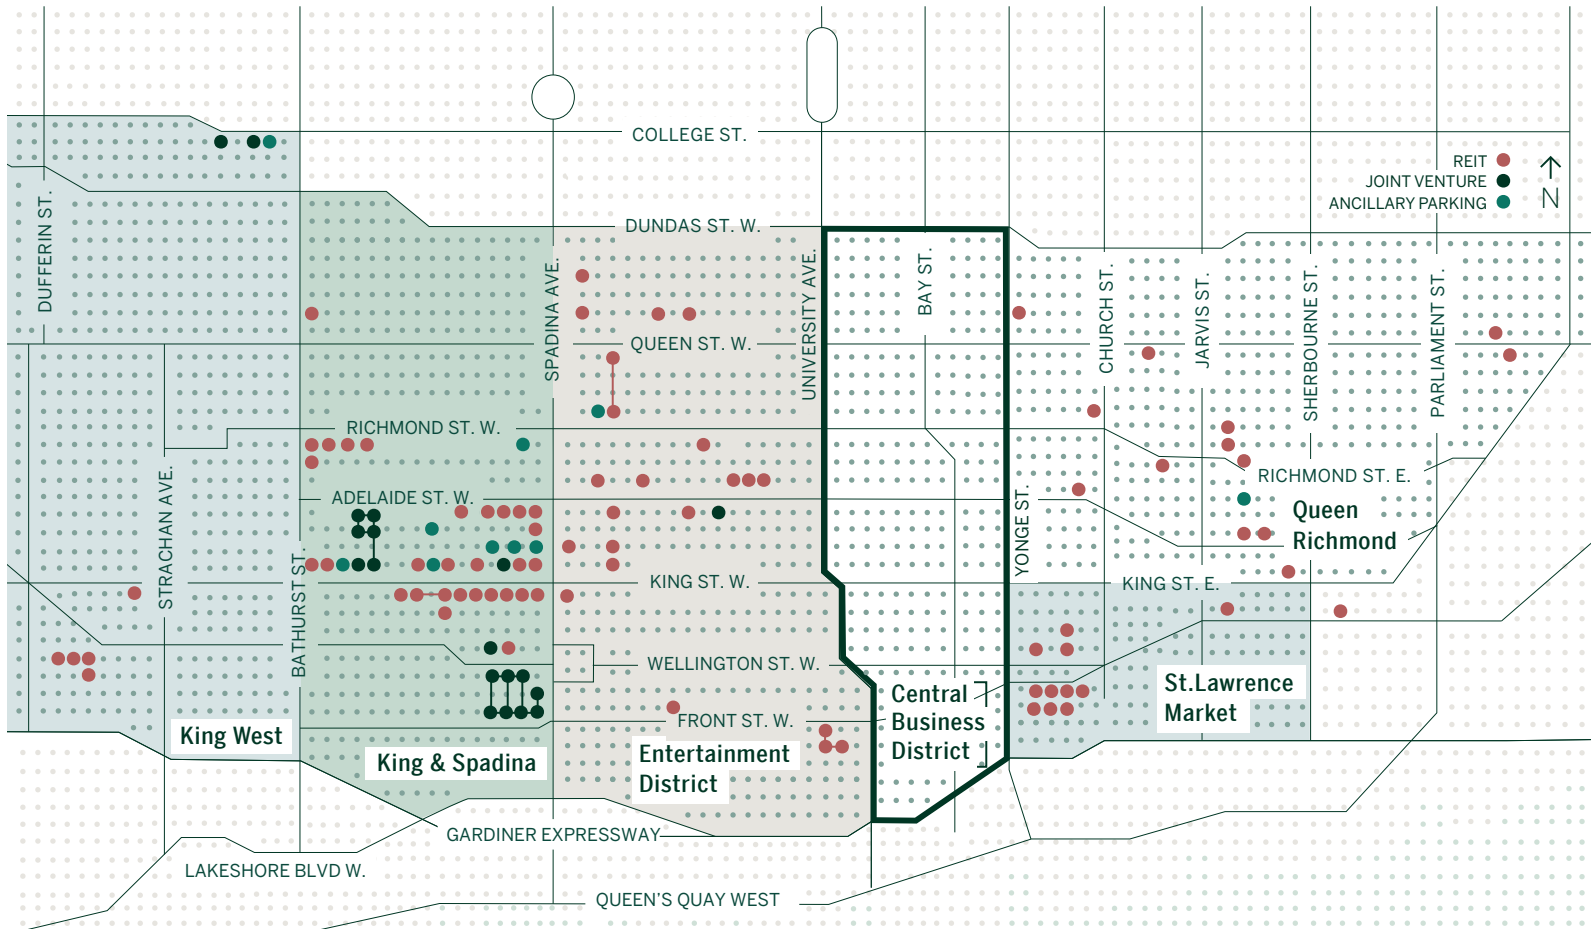 COLLEGE ST.
REIT
JOINT VENTURE
ANCILLARY PARKING
N
DUFFERIN ST.
DUNDAS ST. W.
SPADINA AVE.
UNIVERSITY AVE.
BAY ST.
CHURCH ST.
JARVIS ST.
SHERBOURNE ST.
PARLIAMENT ST.
QUEEN ST. W.
RICHMOND ST. W.
RICHMOND ST. E.
STRACHAN AVE.
ADELAIDE ST. W.
YONGE ST.
Queen
Richmond
BATHURST ST.
KING ST. W.
KING ST. E.
WELLINGTON ST. W.
St.Lawrence
Market
Central
Business
District
FRONT ST. W.
King West
King & Spadina
Entertainment
District
GARDINER EXPRESSWAY
LAKESHORE BLVD W.
QUEEN'S QUAY WEST